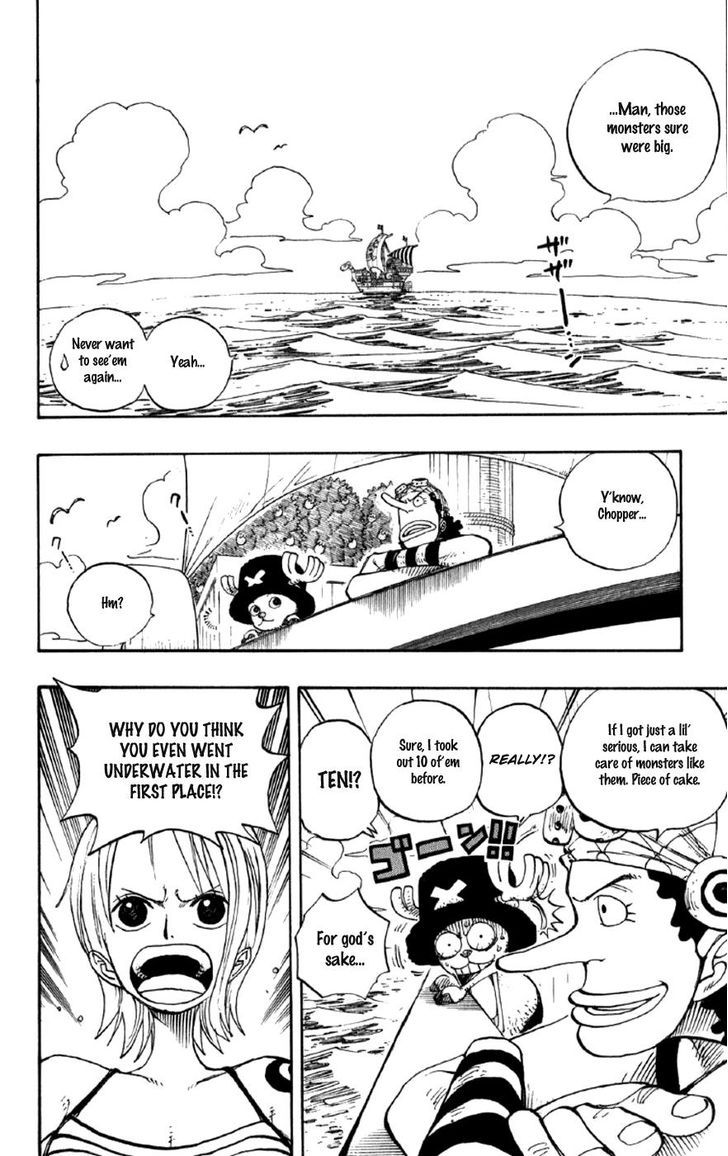 ...Man, those
monsters sure
were big.
ザザ
Yeah...
Never want
to see'em
again...
Y'know,
Chopper...
Hm?
If I got just a lil'
serious, I can take
care of monsters like
them. Piece of cake.
REALLY!?
Sure, I took
out 10 of'em
before.
TEN!?
ゴーン!!
For god's
sake...
WHY DO YOU THINK
YOU EVEN WENT
UNDERWATER IN THE
FIRST PLACE!?